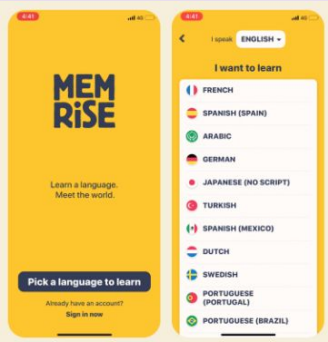 4:41
4G
MEM
RiSE
Learn a language.
Meet the world.
Pick a language to learn
Already have an account?
Sign in now
4:41
4G
I speak ENGLISH
I want to learn
FRENCH
SPANISH (SPAIN)
ARABIC
GERMAN
JAPANESE (NO SCRIPT)
TURKISH
SPANISH (MEXICO)
DUTCH
SWEDISH
PORTUGUESE
(PORTUGAL)
PORTUGUESE (BRAZIL)